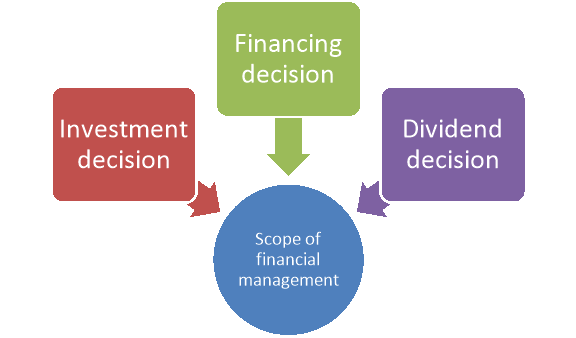 Financing
decision
Investment
decision
Dividend
decision
Scope of
financial
management